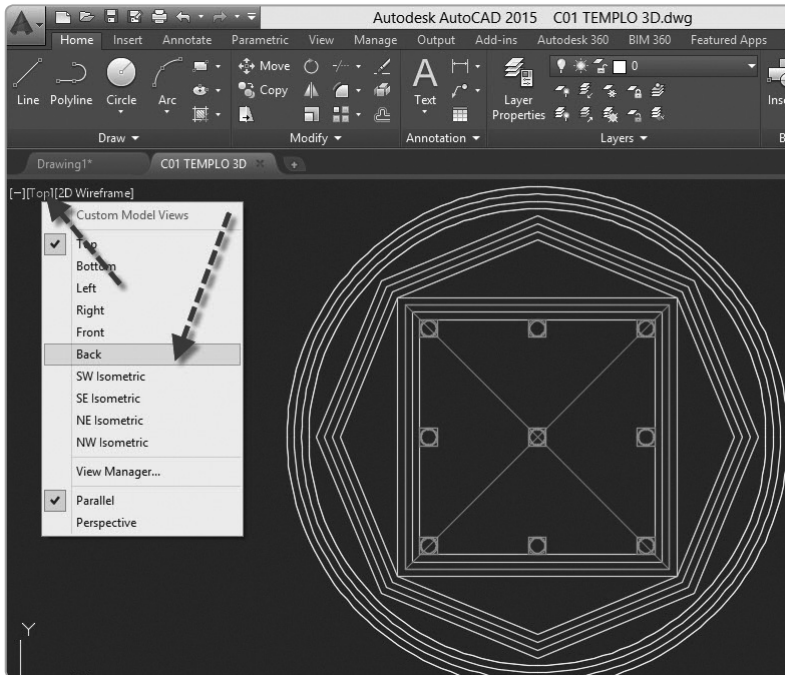 Autodesk AutoCAD 2015 C01 TEMPLO 3D.dwg
Home Insert Annotate Parametric View Manage Output Add-ins Autodesk 360 BIM 360 Featured Apps
Move 0
Line Polyline Circle Arc Copy Text Layer Properties
Draw Modify Annotation Layers
Drawing1* C01 TEMPLO 3D
[−][Top][2D Wireframe]
Custom Model Views
Top
Bottom
Left
Right
Front
Back
SW Isometric
SE Isometric
NE Isometric
NW Isometric
View Manager...
Parallel
Perspective
Y